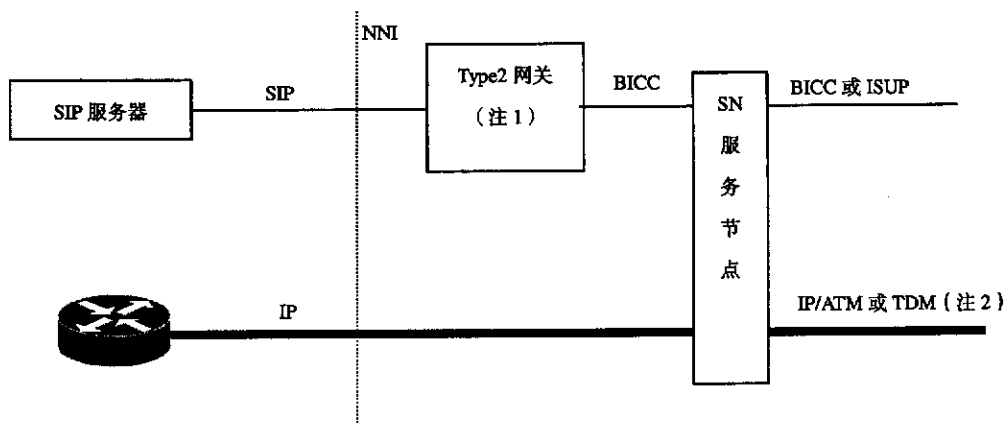 NNI
Type2 网关
（注 1）
SIP 服务器
SIP
BICC
SN
服
务
节
点
BICC 或 ISUP
IP
IP/ATM 或 TDM（注 2）